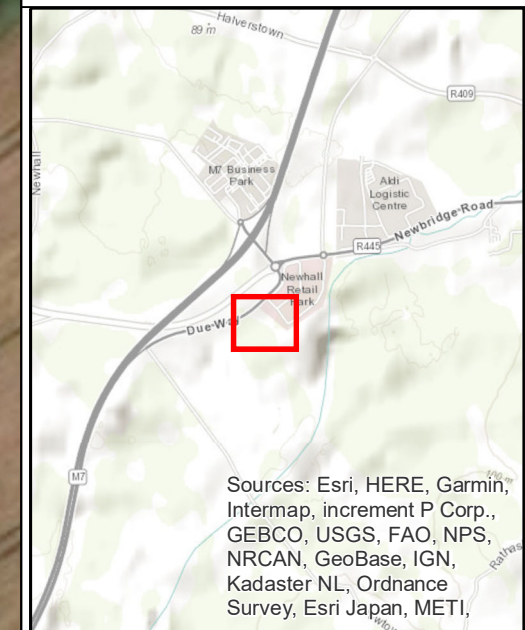 Halverstown
89 m
R409
Newhall
M7 Business
Park
Aldi
Logistic
Centre
Newbridge-Road
R445
Newhall
Retail
Park
Due-Way
M7
Sources: Esri, HERE, Garmin,
Intermap, increment P Corp.,
GEBCO, USGS, FAO, NPS,
NRCAN, GeoBase, IGN,
Kadaster NL, Ordnance
Survey, Esri Japan, METI,
100 m
Rathas